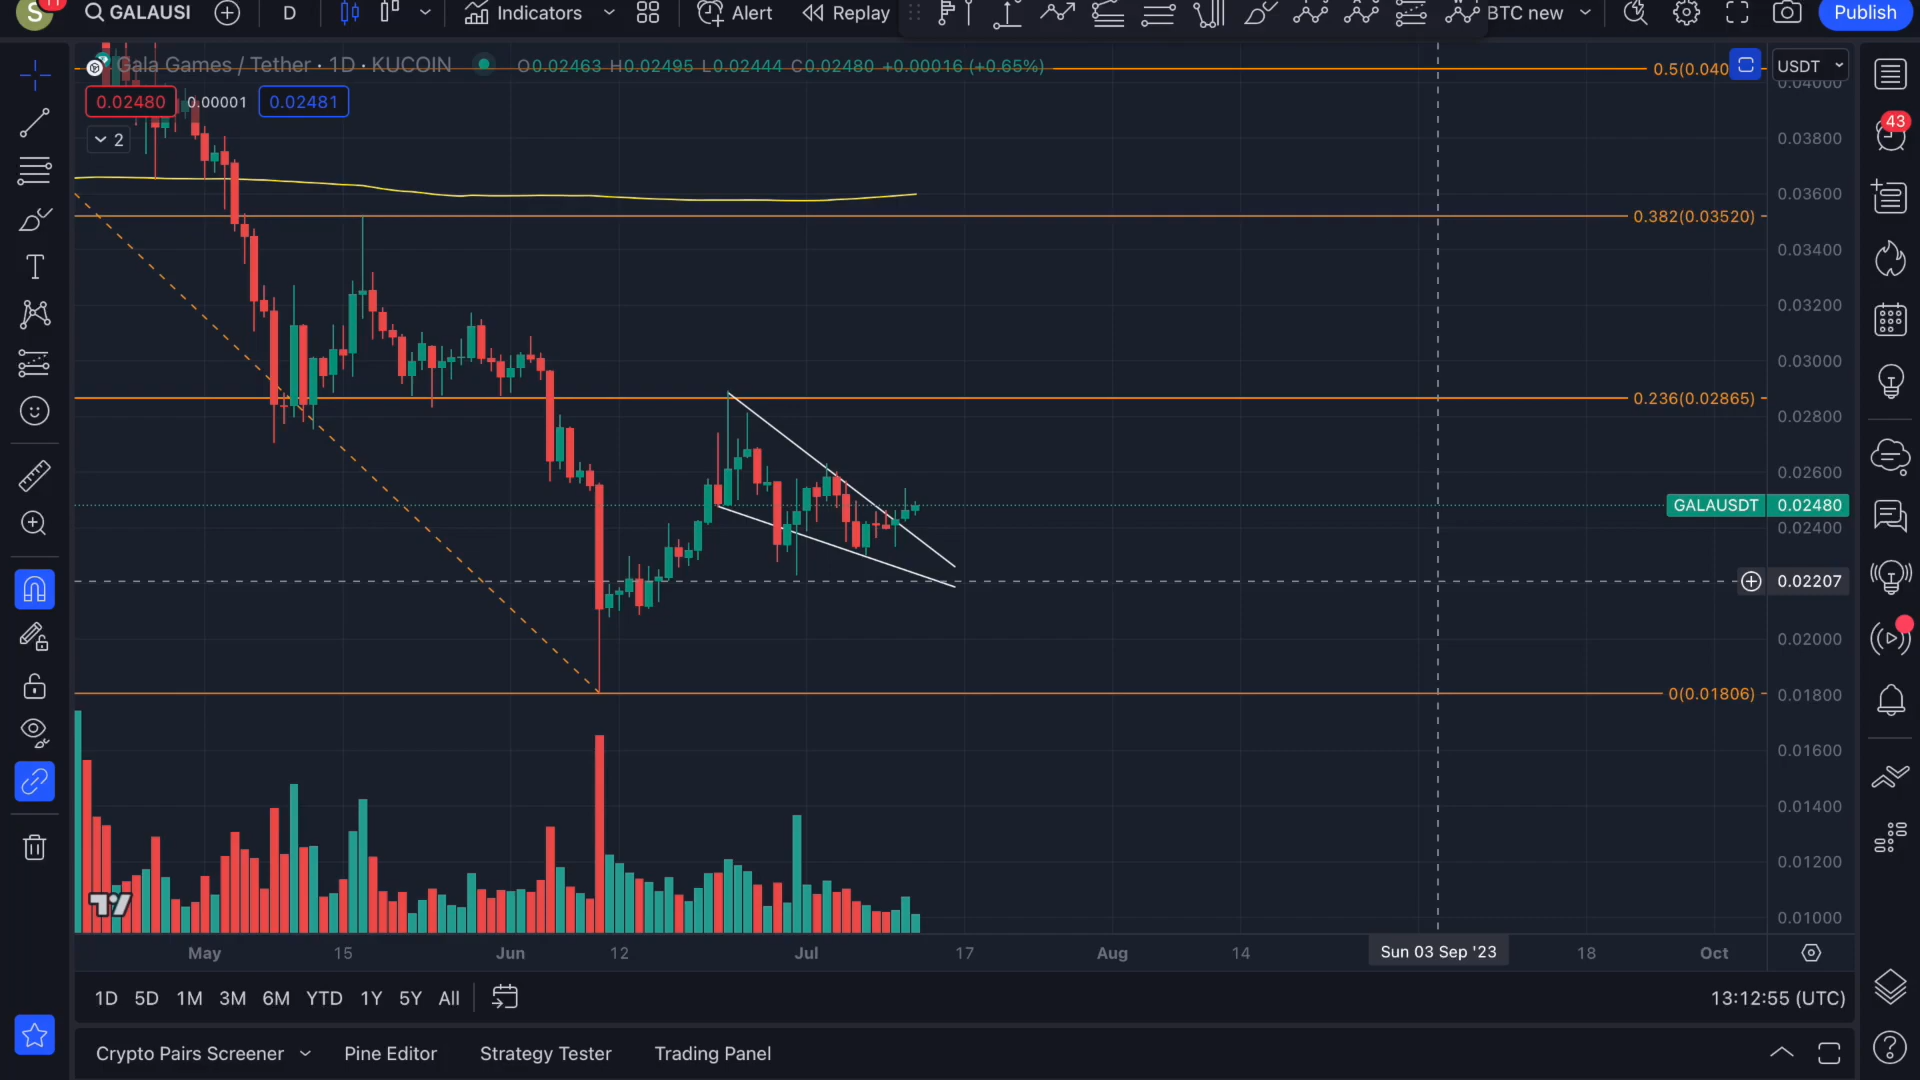 S
11
GALAUSI
D
Indicators
Alert
Replay
BTC new
Publish
Gala Games / Tether · 1D · KUCOIN
O0.02463 H0.02495 L0.02444 C0.02480 +0.00016 (+0.65%)
0.5(0.040
USDT
0.02480
0.00001
0.02481
2
43
0.04000
0.03800
0.03600
0.382(0.03520)
0.03400
0.03200
0.03000
0.236(0.02865)
0.02800
0.02600
GALAUSDT
0.02480
0.02400
0.02207
0.02000
0(0.01806)
0.01800
0.01600
0.01400
0.01200
0.01000
May
15
Jun
12
Jul
17
Aug
14
Sun 03 Sep '23
18
Oct
1D
5D
1M
3M
6M
YTD
1Y
5Y
All
13:12:55 (UTC)
Crypto Pairs Screener
Pine Editor
Strategy Tester
Trading Panel